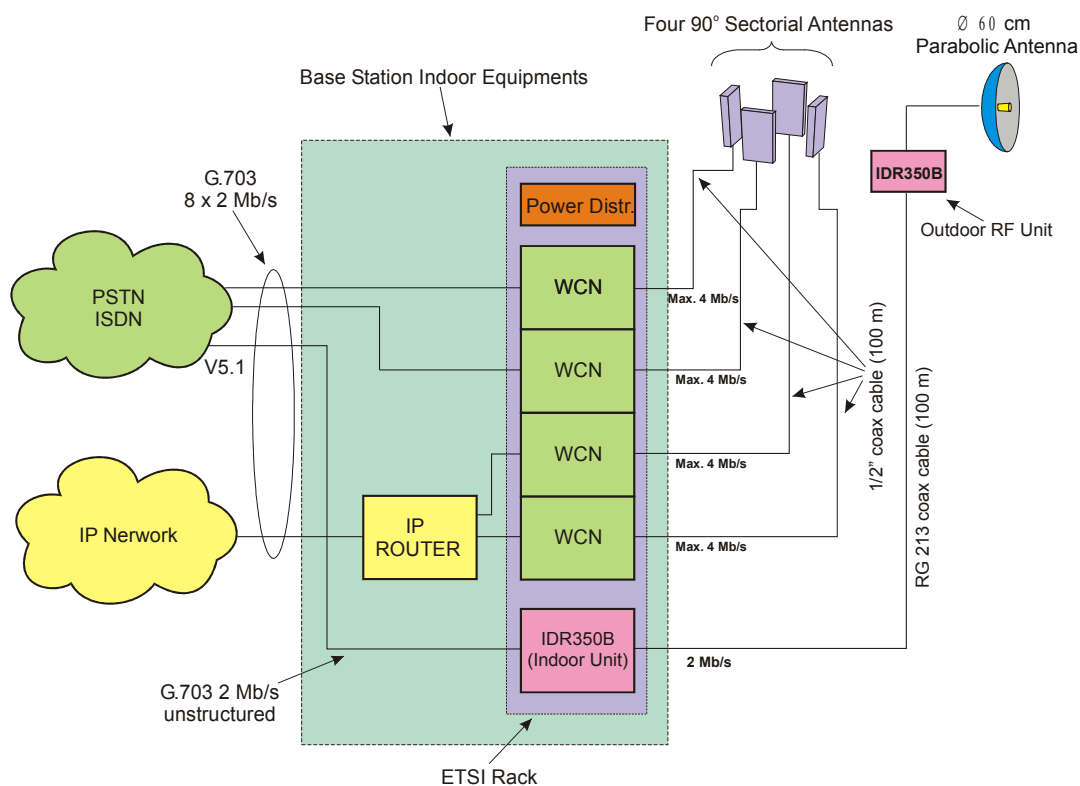 Four 90° Sectorial Antennas
Ø 60 cm
Parabolic Antenna
Base Station Indoor Equipments
G.703
8 x 2 Mb/s
IDR350B
Outdoor RF Unit
Power Distr.
PSTN
ISDN
V5.1
WCN
Max. 4 Mb/s
WCN
Max. 4 Mb/s
WCN
Max. 4 Mb/s
WCN
Max. 4 Mb/s
1/2” coax cable (100 m)
RG 213 coax cable (100 m)
IP Nerwork
IP
ROUTER
IDR350B
(Indoor Unit)
2 Mb/s
G.703 2 Mb/s
unstructured
ETSI Rack